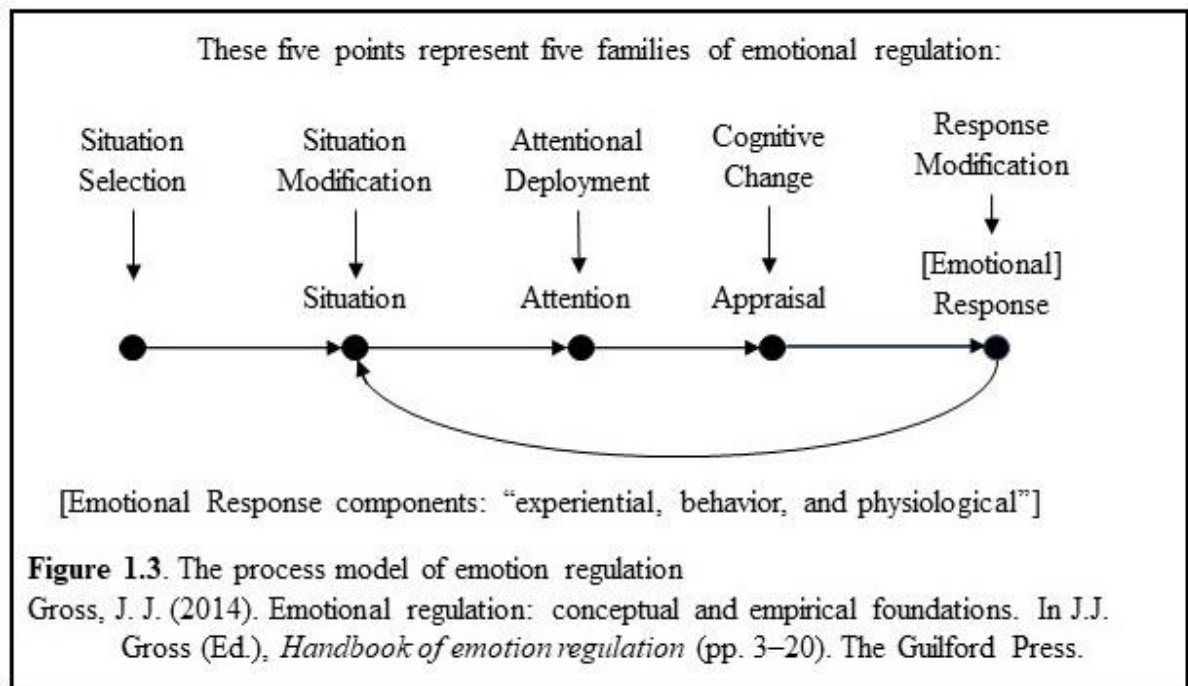 These five points represent five families of emotional regulation:
Situation Selection
Situation Modification
Attentional Deployment
Cognitive Change
Response Modification
Situation
Attention
Appraisal
[Emotional] Response
[Emotional Response components: “experiential, behavior, and physiological”]
Figure 1.3. The process model of emotion regulation
Gross, J. J. (2014). Emotional regulation: conceptual and empirical foundations. In J.J.
Gross (Ed.), Handbook of emotion regulation (pp. 3–20). The Guilford Press.